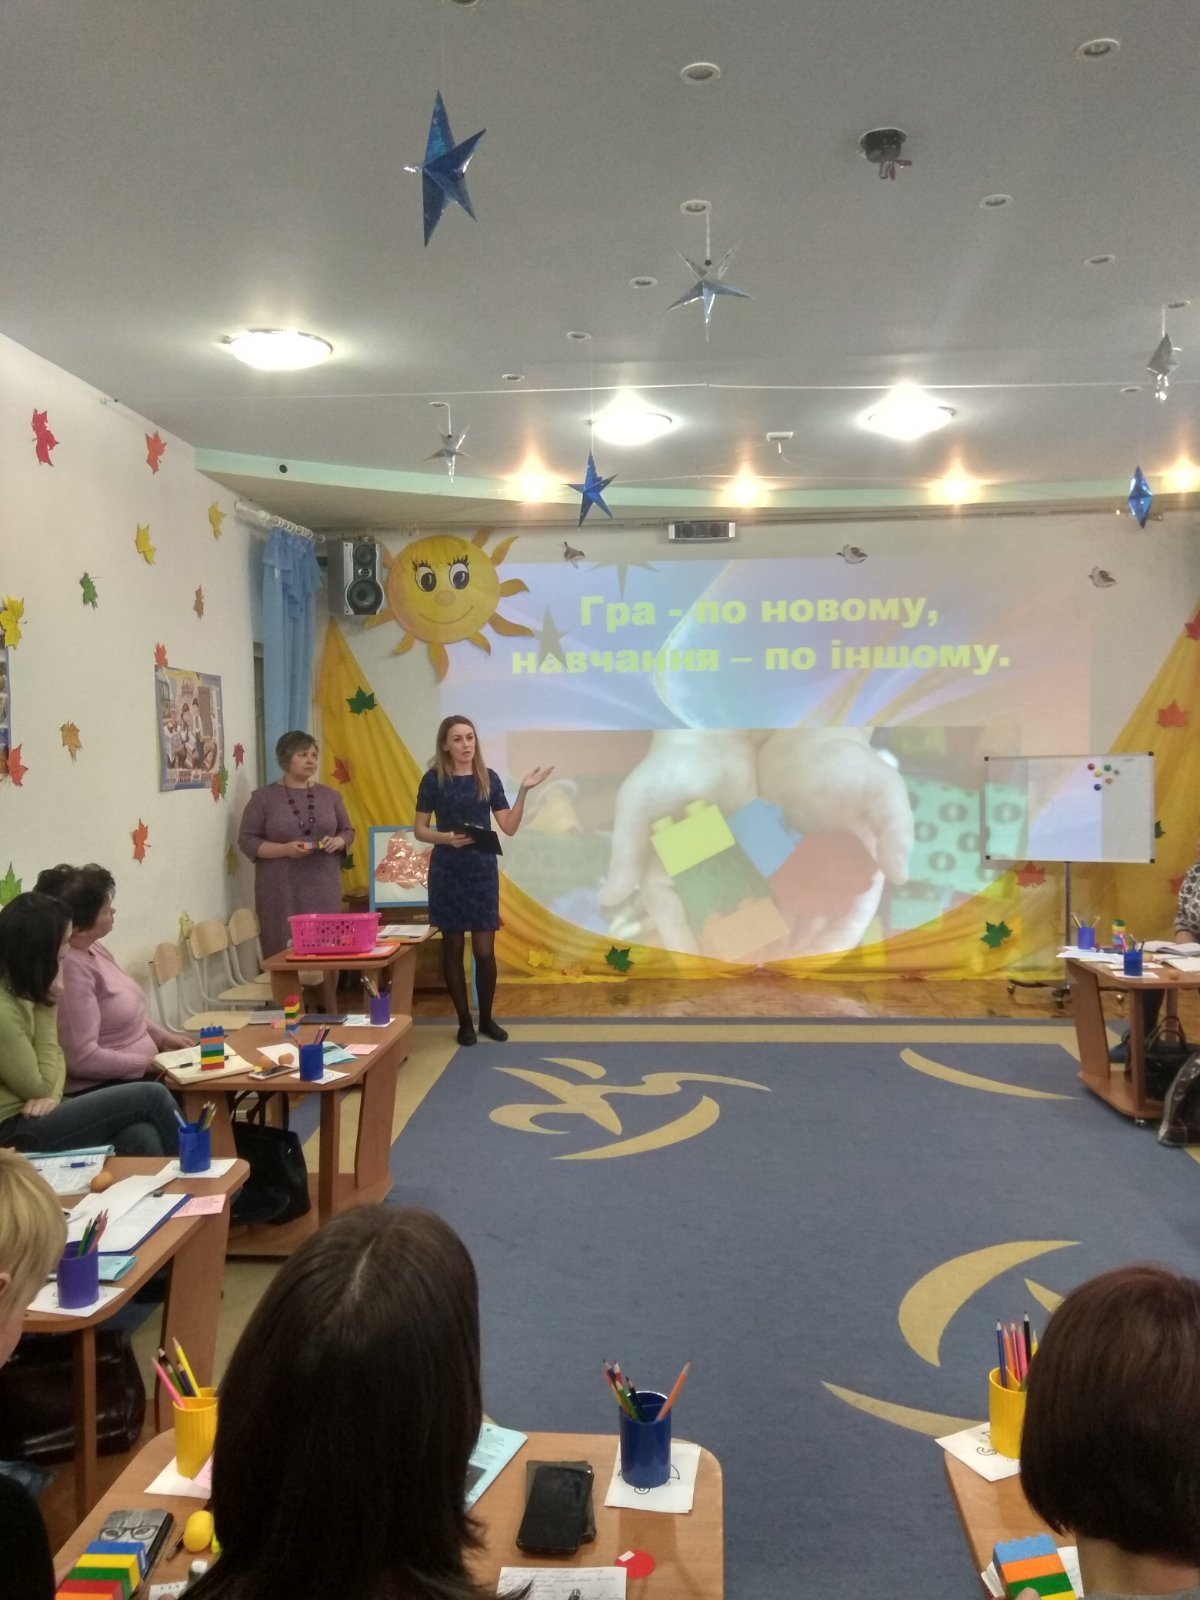 Гра - по новому,
навчання – по іншому.